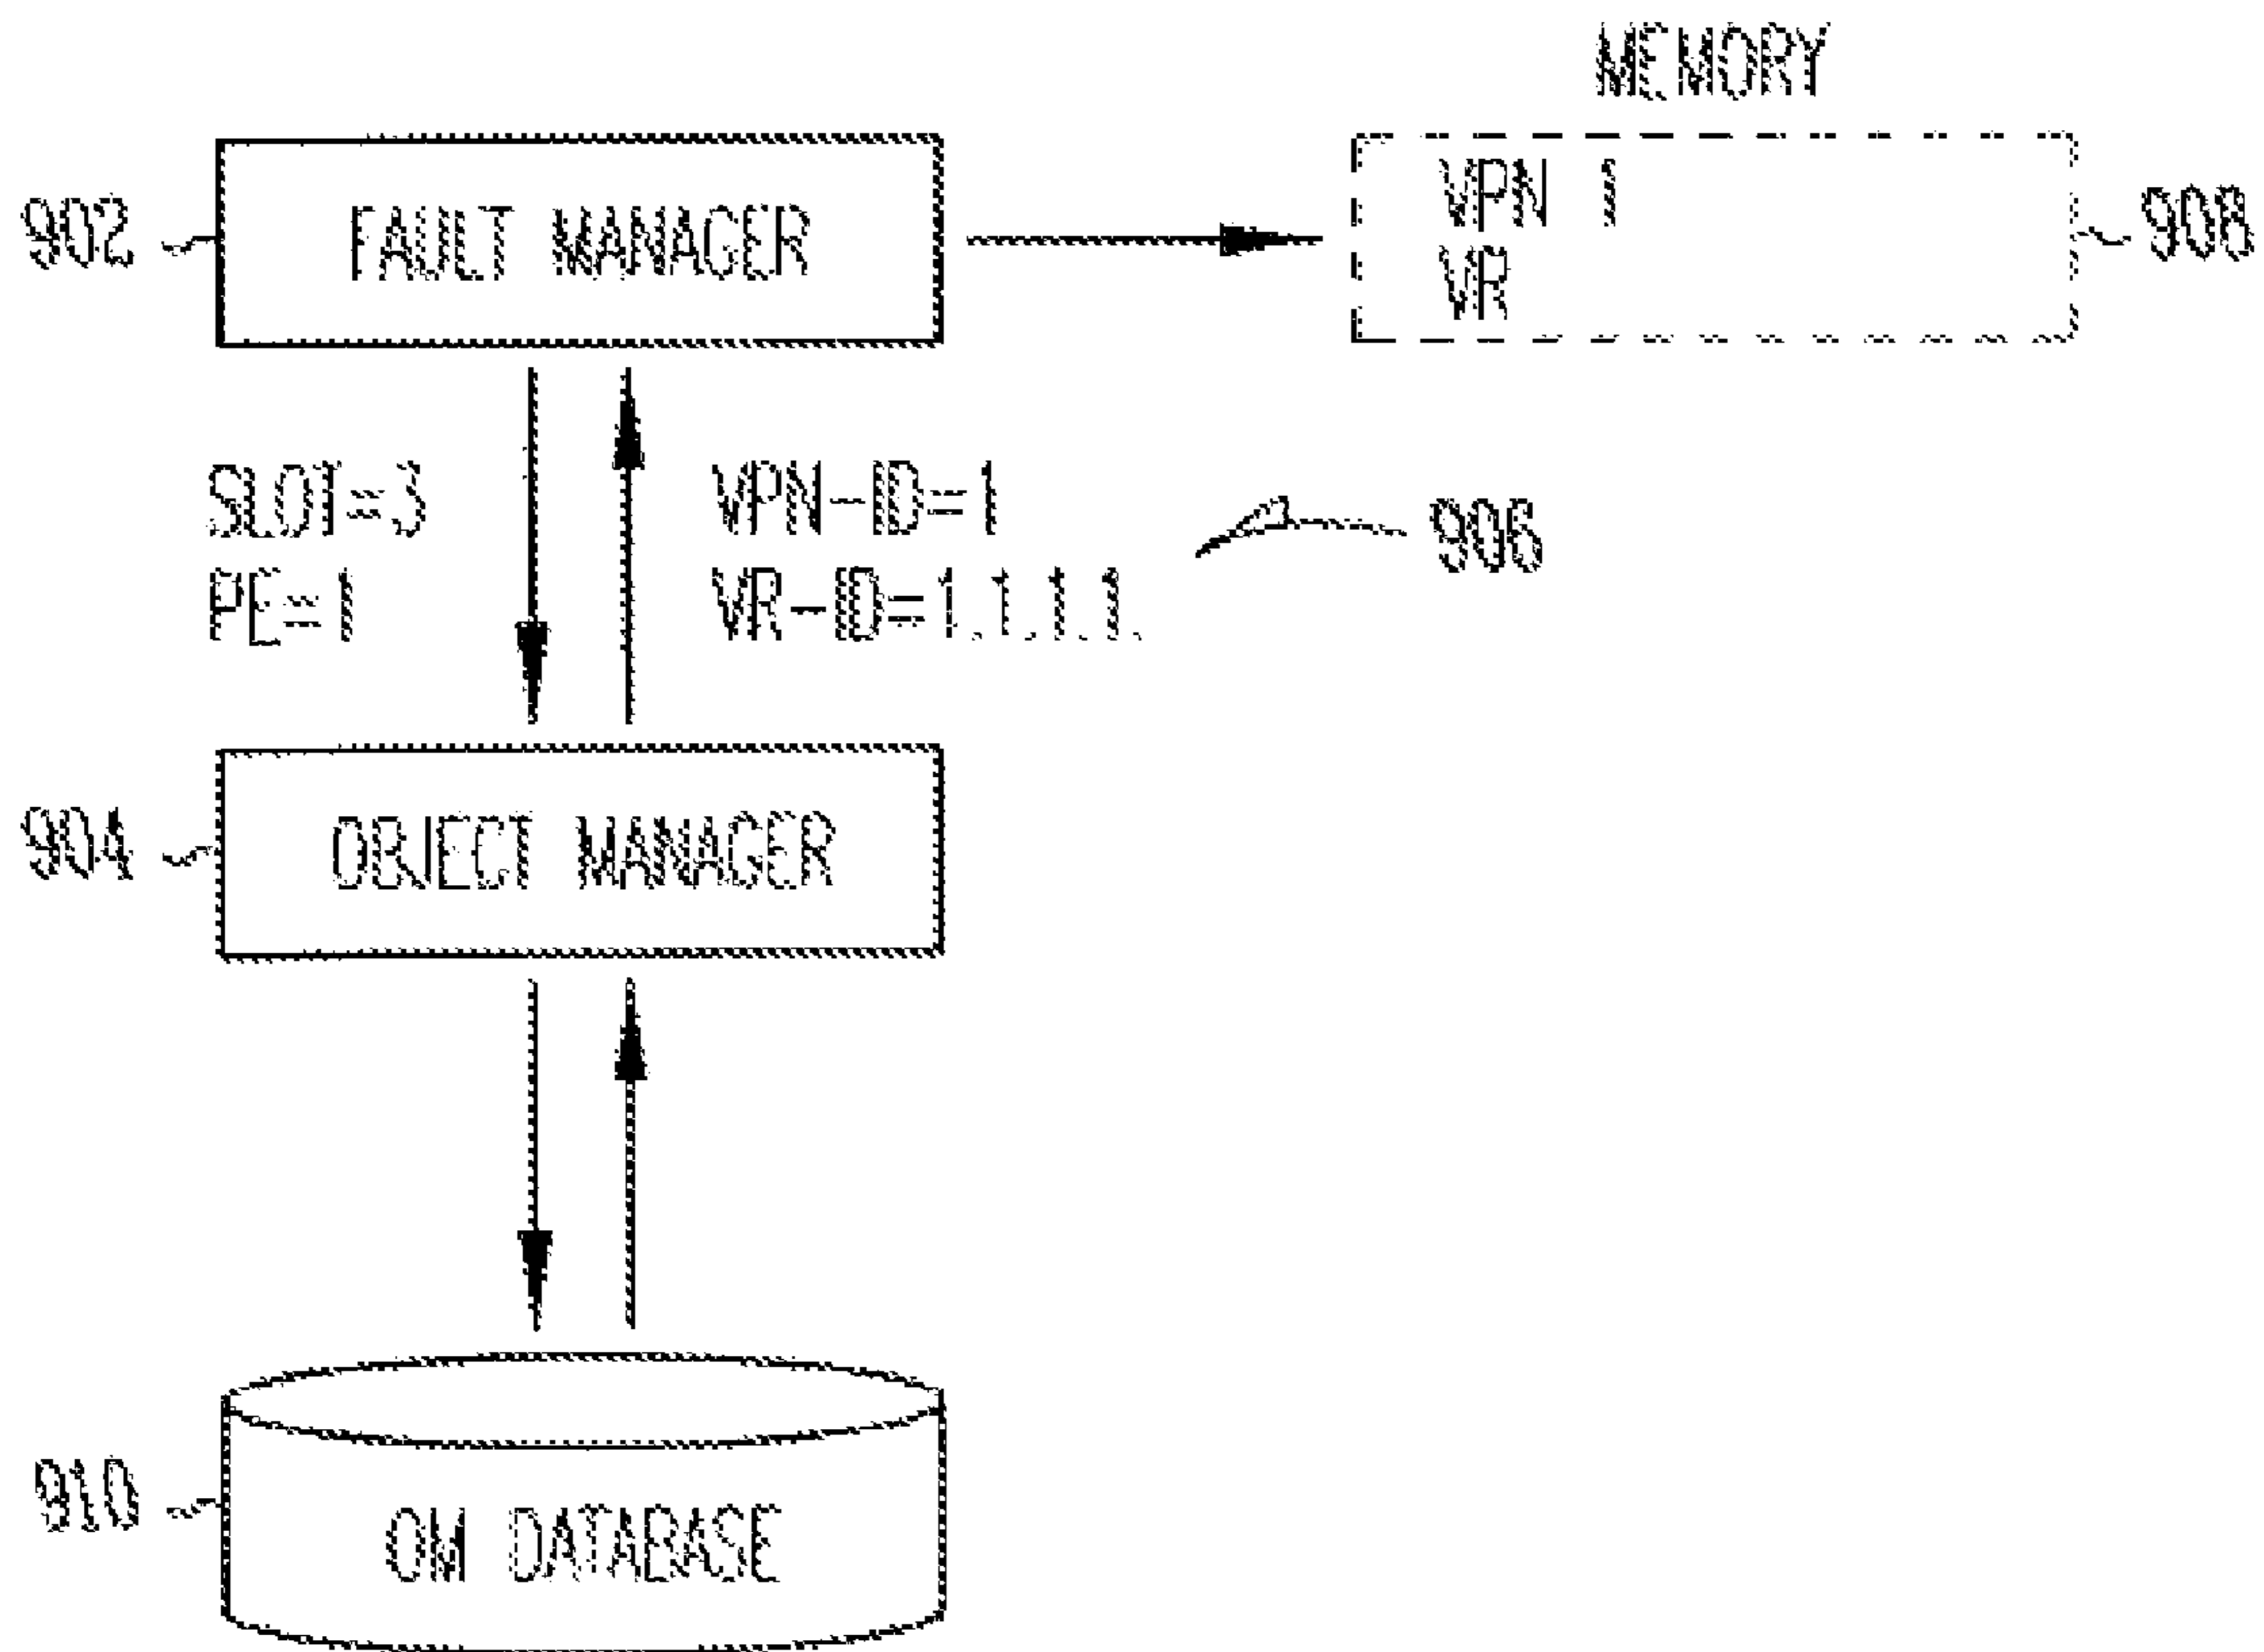 MEMORY
902
FAULT MANAGER
VPN 1
VR
908
SLOT=3
PE=1
VPN-ID=1
VR-ID=1.1.1.1.
906
904
OBJECT MANAGER
910
OM DATABASE